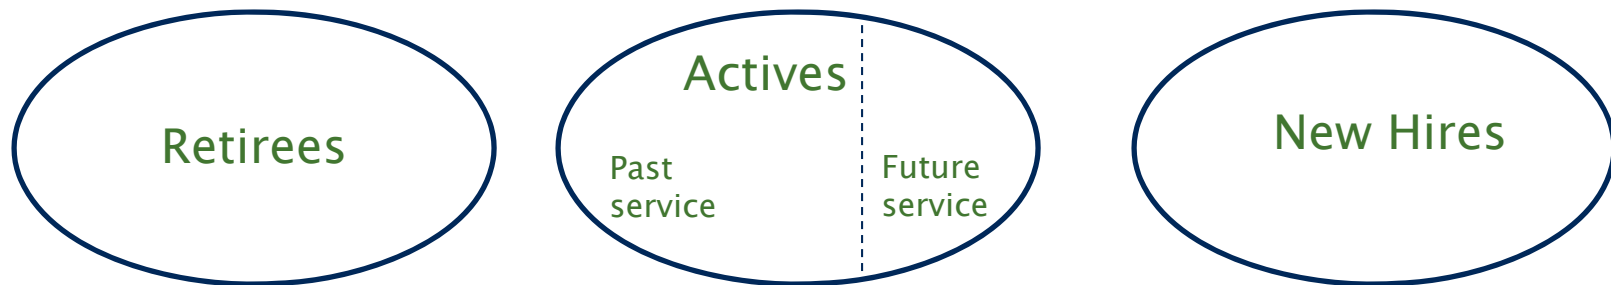 Retirees
Actives
Past
service
Future
service
New Hires